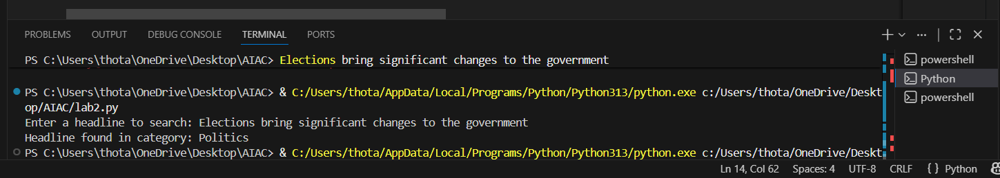 PROBLEMS OUTPUT DEBUG CONSOLE TERMINAL PORTS
PS C:\Users\thota\OneDrive\Desktop\AIAC> Elections bring significant changes to the government
PS C:\Users\thota\OneDrive\Desktop\AIAC> & C:/Users/thota/AppData/Local/Programs/Python/Python313/python.exe c:/Users/thota/OneDrive/Deskt
op/AIAC/lab2.py
Enter a headline to search: Elections bring significant changes to the government
Headline found in category: Politics
PS C:\Users\thota\OneDrive\Desktop\AIAC> & C:/Users/thota/AppData/Local/Programs/Python/Python313/python.exe c:/Users/thota/OneDrive/Deskt
powershell
Python
powershell
Ln 14, Col 62 Spaces: 4 UTF-8 CRLF {} Python